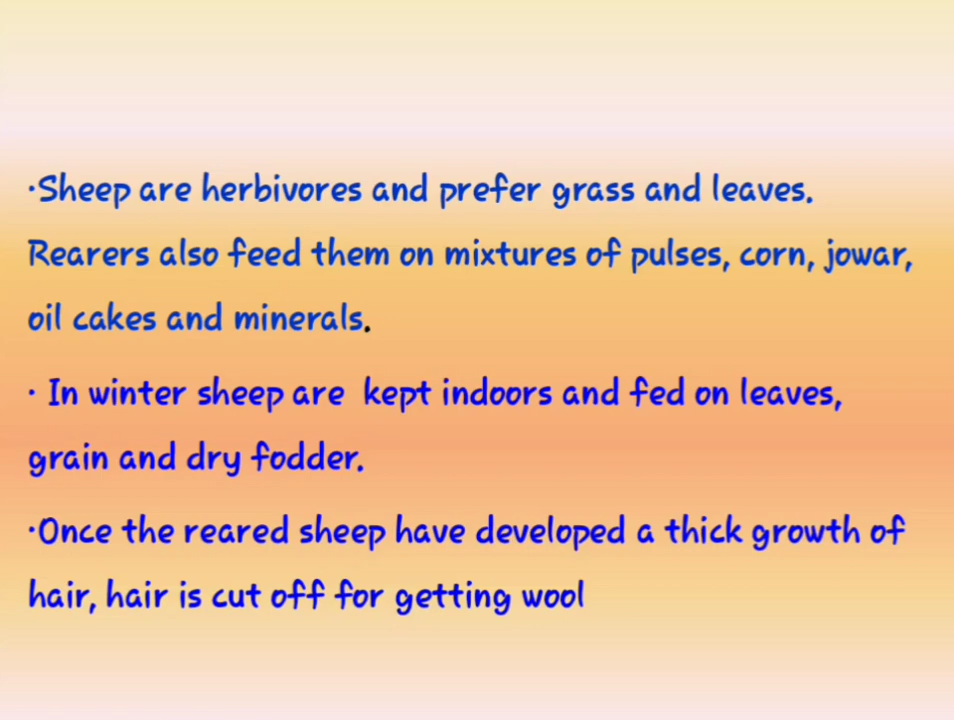 ·Sheep are herbivores and prefer grass and leaves.
Rearers also feed them on mixtures of pulses, corn, jowar,
oil cakes and minerals.
· In winter sheep are  kept indoors and fed on leaves,
grain and dry fodder.
·Once the reared sheep have developed a thick growth of
hair, hair is cut off for getting wool